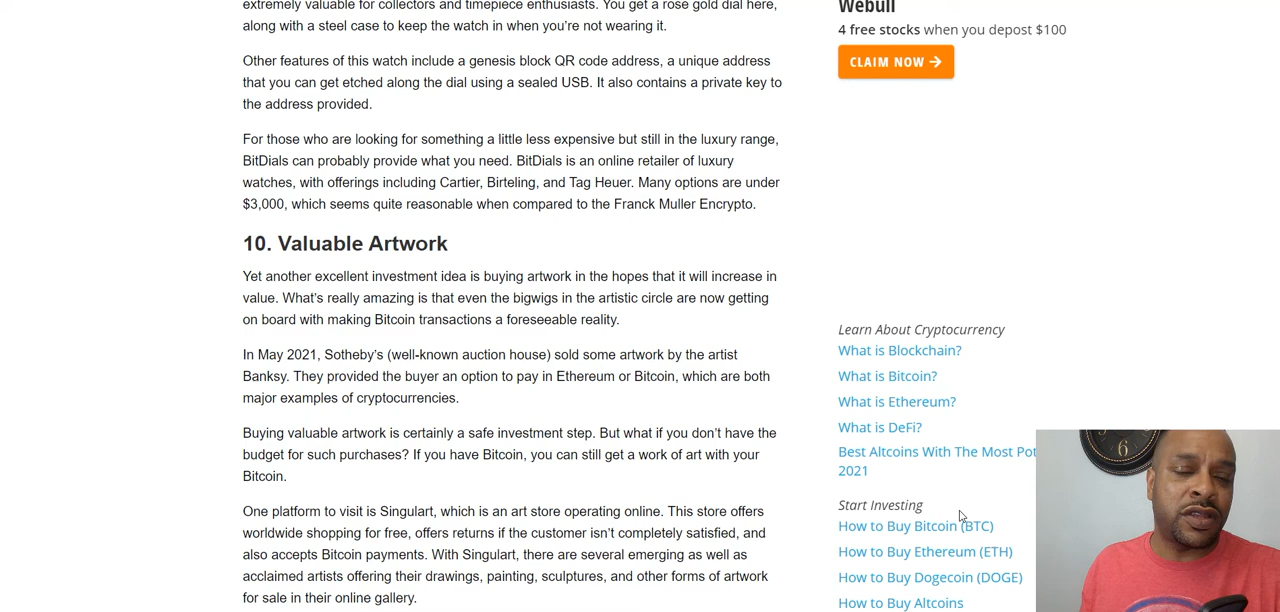 extremely valuable for collectors and timepiece enthusiasts. You get a rose gold dial here,
along with a steel case to keep the watch in when you're not wearing it.
Other features of this watch include a genesis block QR code address, a unique address
that you can get etched along the dial using a sealed USB. It also contains a private key to
the address provided.
For those who are looking for something a little less expensive but still in the luxury range,
BitDials can probably provide what you need. BitDials is an online retailer of luxury
watches, with offerings including Cartier, Birteling, and Tag Heuer. Many options are under
$3,000, which seems quite reasonable when compared to the Franck Muller Encrypto.
10. Valuable Artwork
Yet another excellent investment idea is buying artwork in the hopes that it will increase in
value. What's really amazing is that even the bigwigs in the artistic circle are now getting
on board with making Bitcoin transactions a foreseeable reality.
In May 2021, Sotheby's (well-known auction house) sold some artwork by the artist
Banksy. They provided the buyer an option to pay in Ethereum or Bitcoin, which are both
major examples of cryptocurrencies.
Buying valuable artwork is certainly a safe investment step. But what if you don't have the
budget for such purchases? If you have Bitcoin, you can still get a work of art with your
Bitcoin.
One platform to visit is Singulart, which is an art store operating online. This store offers
worldwide shopping for free, offers returns if the customer isn't completely satisfied, and
also accepts Bitcoin payments. With Singulart, there are several emerging as well as
acclaimed artists offering their drawings, painting, sculptures, and other forms of artwork
for sale in their online gallery.
Webull
4 free stocks when you depost $100
CLAIM NOW →
Learn About Cryptocurrency
What is Blockchain?
What is Bitcoin?
What is Ethereum?
What is DeFi?
Best Altcoins With The Most Pot
2021
Start Investing
How to Buy Bitcoin (BTC)
How to Buy Ethereum (ETH)
How to Buy Dogecoin (DOGE)
How to Buy Altcoins
6